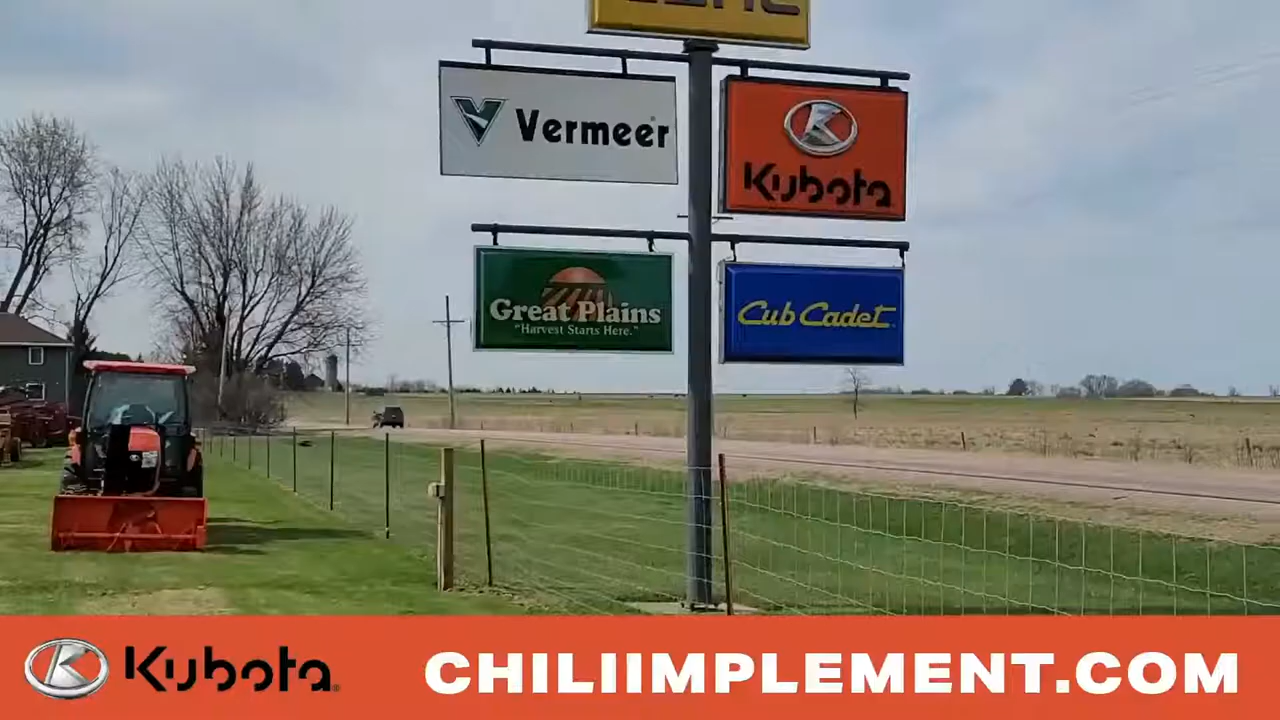 Vermeer
Kubota
Great Plains
"Harvest Starts Here."
Cub Cadet
Kubota
CHILIIMPLEMENT.COM